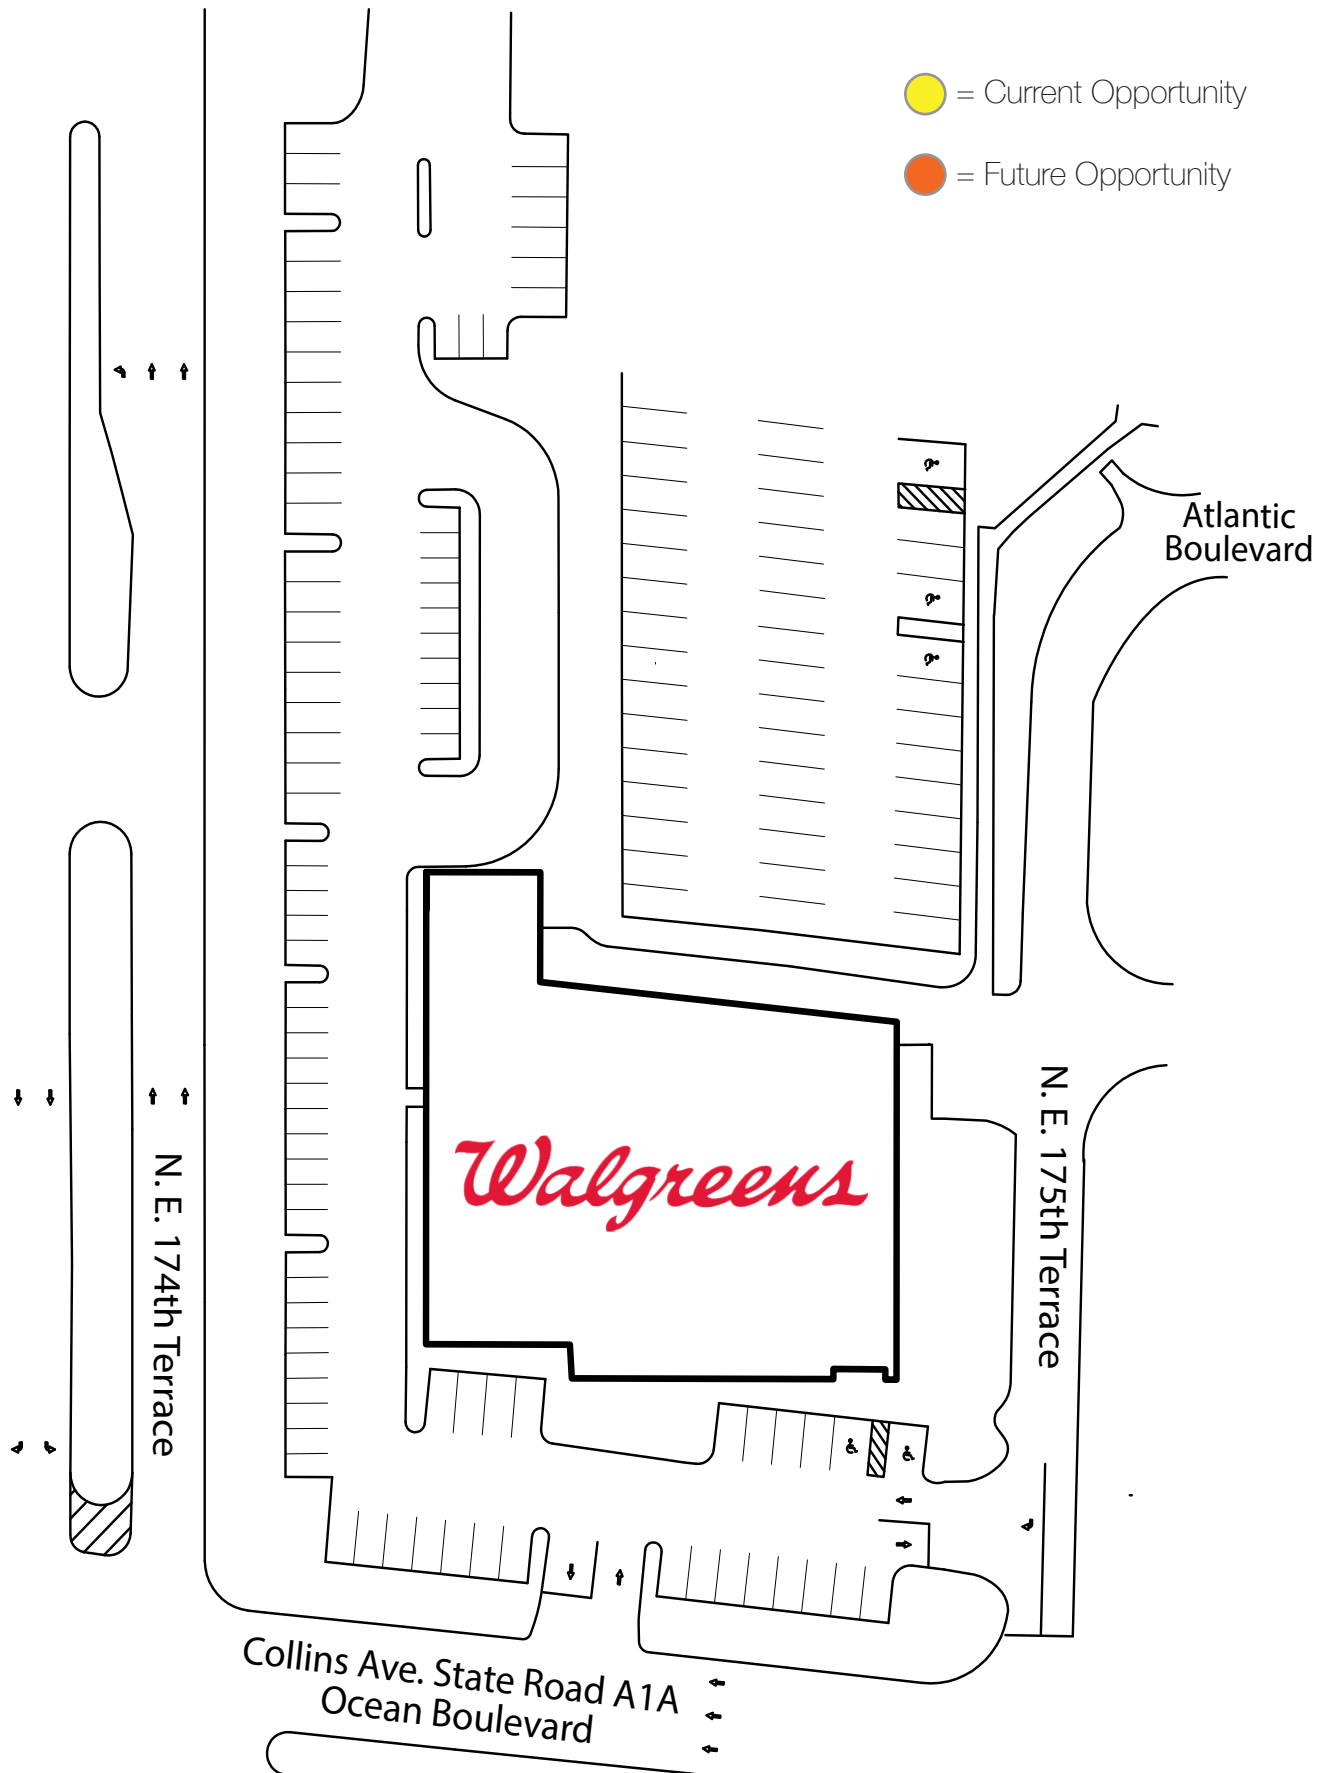 = Current Opportunity
= Future Opportunity
Atlantic
Boulevard
N. E. 175th Terrace
N. E. 174th Terrace
Walgreens
Collins Ave. State Road A1A
Ocean Boulevard